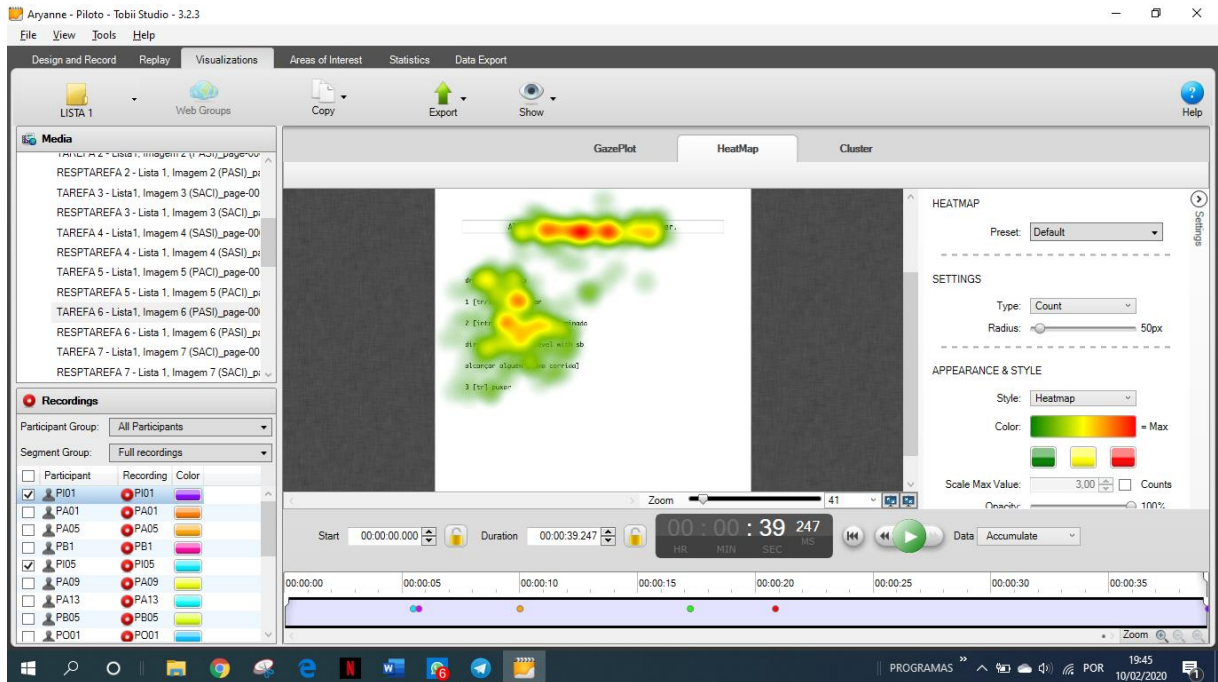 Aryanne - Piloto - Tobii Studio - 3.2.3
File View Tools Help
Design and Record Replay Visualizations Areas of Interest Statistics Data Export
LISTA 1 Web Groups Copy Export Show Help
Media
RESPTAREFA 2 - Lista 1, Imagem 2 (PASI)_pa
TAREFA 3 - Lista1, Imagem 3 (SACI)_page-00
RESPTAREFA 3 - Lista 1, Imagem 3 (SACI)_pa
TAREFA 4 - Lista1, Imagem 4 (SASI)_page-00
RESPTAREFA 4 - Lista 1, Imagem 4 (SASI)_pa
TAREFA 5 - Lista1, Imagem 5 (PACI)_page-00
RESPTAREFA 5 - Lista 1, Imagem 5 (PACI)_pa
TAREFA 6 - Lista1, Imagem 6 (PASI)_page-00
RESPTAREFA 6 - Lista 1, Imagem 6 (PASI)_pa
TAREFA 7 - Lista1, Imagem 7 (SACI)_page-00
RESPTAREFA 7 - Lista 1, Imagem 7 (SACI)_pa
Recordings
Participant Group: All Participants
Segment Group: Full recordings
Participant Recording Color
PI01 PI01
PA01 PA01
PA05 PA05
PB1 PB1
PI05 PI05
PA09 PA09
PA13 PA13
PB05 PB05
PO01 PO01
GazePlot HeatMap Cluster
1
2
with sb
alcançar
3 [tr] puxar
Zoom 41
HEATMAP
Preset: Default
SETTINGS
Type: Count
Radius: 50px
APPEARANCE & STYLE
Style: Heatmap
Color: = Max
Scale Max Value: 3,00 Counts
Opacity: 100%
Settings
Start 00:00:00.000 Duration 00:00:39.247 00:00:39 247 Data Accumulate
HR MIN SEC MS
00:00:00 00:00:05 00:00:10 00:00:15 00:00:20 00:00:25 00:00:30 00:00:35
Zoom
PROGRAMAS POR 19:45
10/02/2020